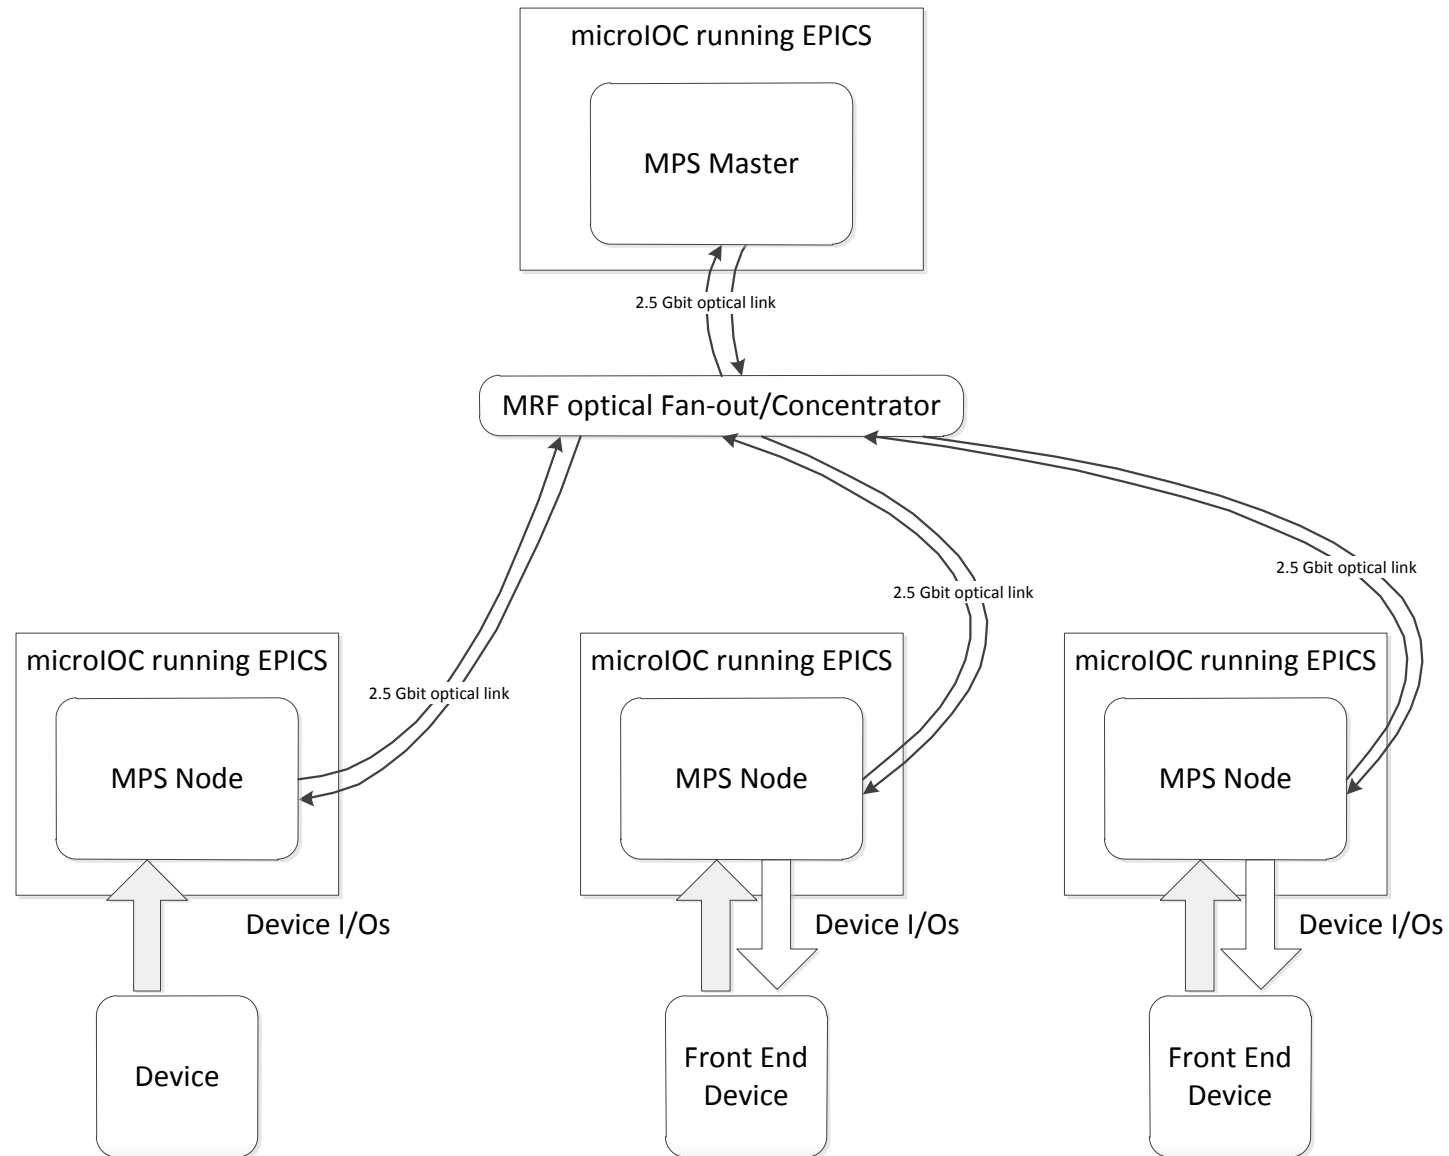 microIOC running EPICS
MPS Master
2.5 Gbit optical link
MRF optical Fan-out/Concentrator
2.5 Gbit optical link
2.5 Gbit optical link
microIOC running EPICS
microIOC running EPICS
microIOC running EPICS
2.5 Gbit optical link
MPS Node
MPS Node
MPS Node
Device I/Os
Device I/Os
Device I/Os
Device
Front End
Device
Front End
Device